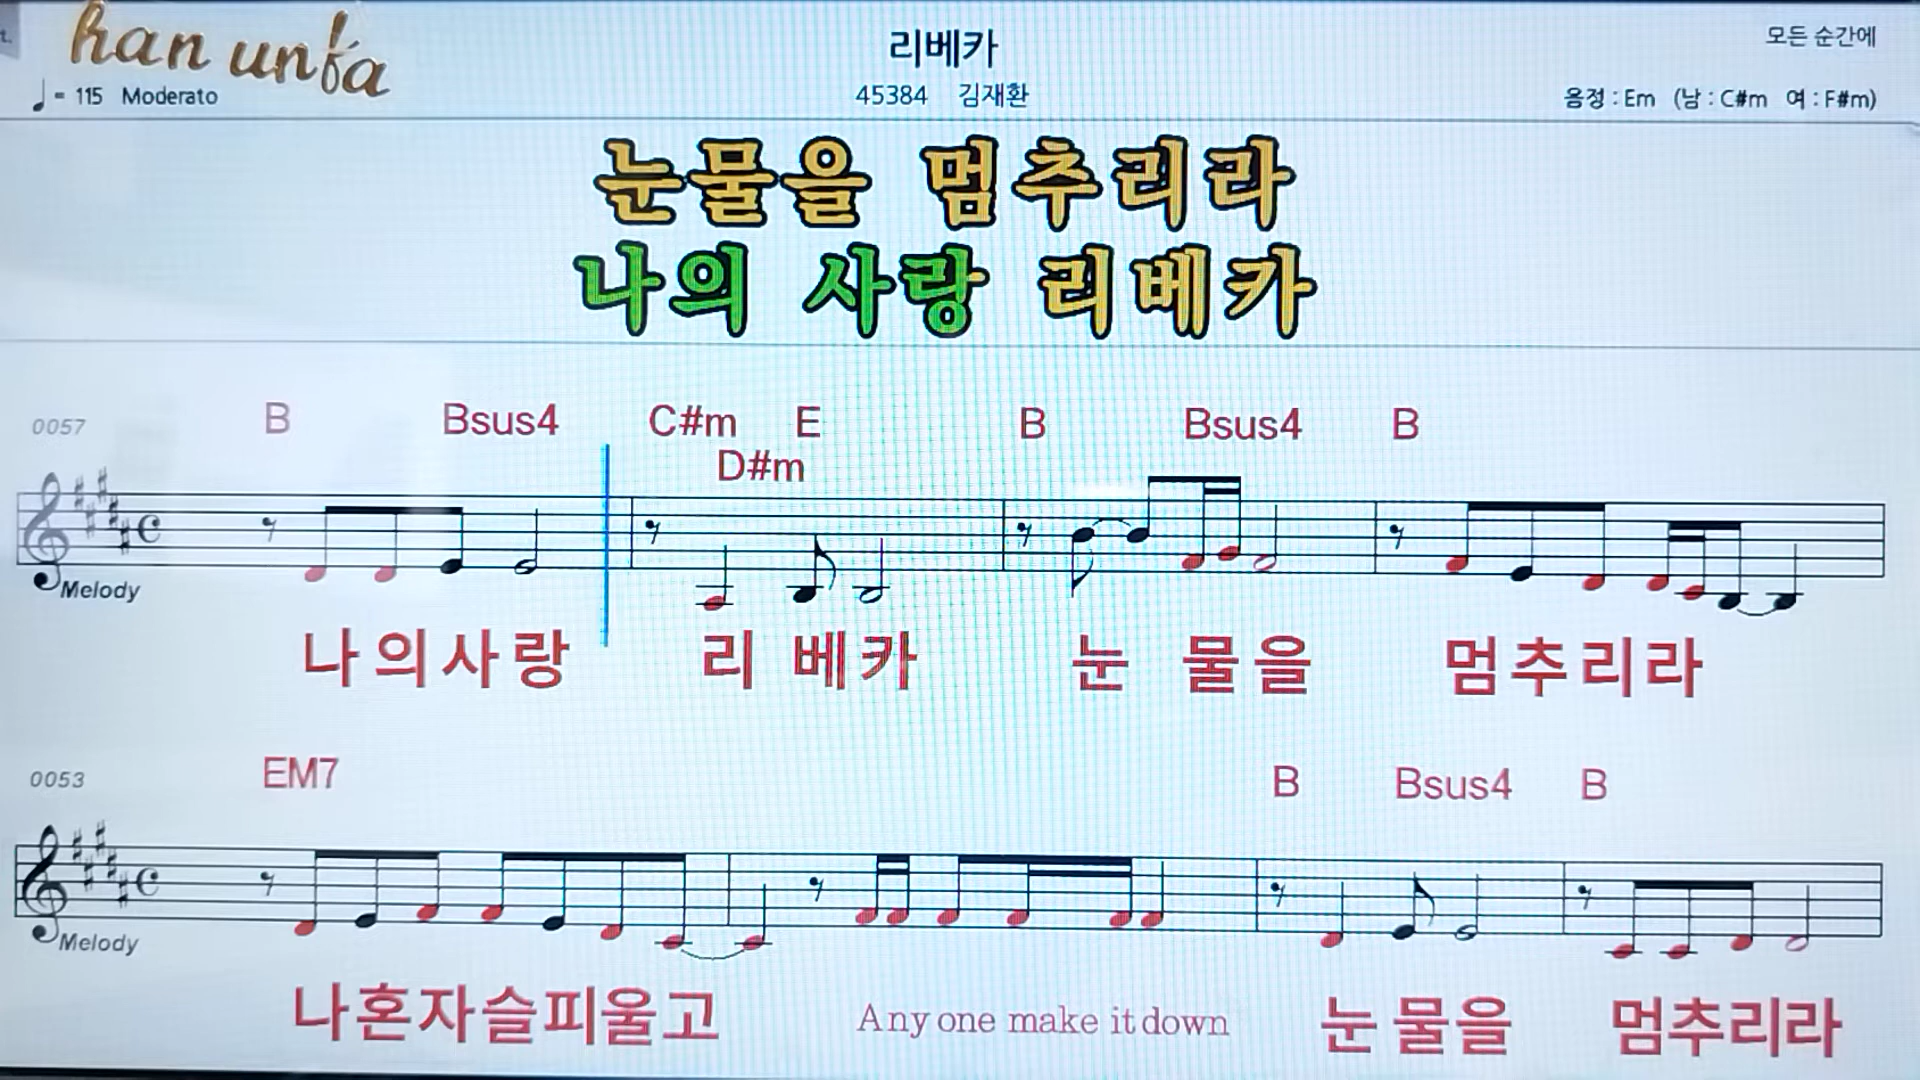 han unfa
리베카
모든 순간에
♩= 115 Moderato
45384 김재환
음정 : Em (남 : C#m 여 : F#m)
눈물을 멈추리라
나의 사랑 리베카
0057
B Bsus4 C#m E B Bsus4 B
D#m
Melody
나의사랑 리 베카 눈 물을 멈추리라
0053
EM7 B Bsus4 B
Melody
나혼자슬피울고 Any one make it down 눈 물을 멈추리라